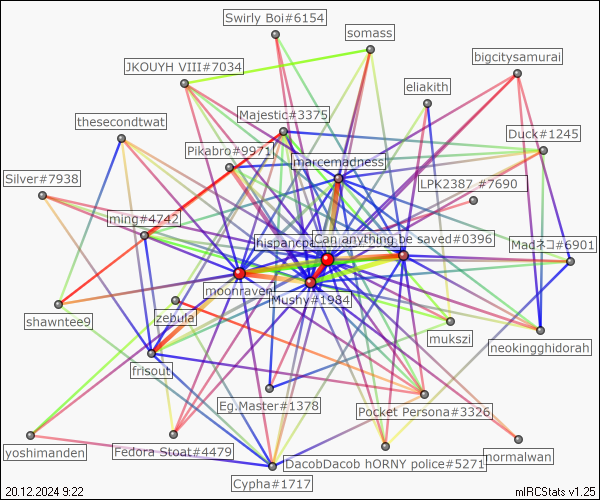 Swirly Boi#6154
somass
bigcitysamurai
JKOUYH VIII#7034
eliakith
Majestic#3375
thesecondtwat
Duck#1245
Pikabro#9971
marcemadness
Silver#7938
LPK2387 #7690
ming#4742
Can anything be saved#0396
Madネコ#6901
moonraven
Mushy#1984
zebula
shawntee9
mukszi
neokingghidorah
frisout
Eg.Master#1378
Pocket Persona#3326
yoshimanden
Fedora Stoat#4479
DacobDacob hORNY police#5271
normalwan
Cypha#1717
20.12.2024 9:22
mIRCStats v1.25